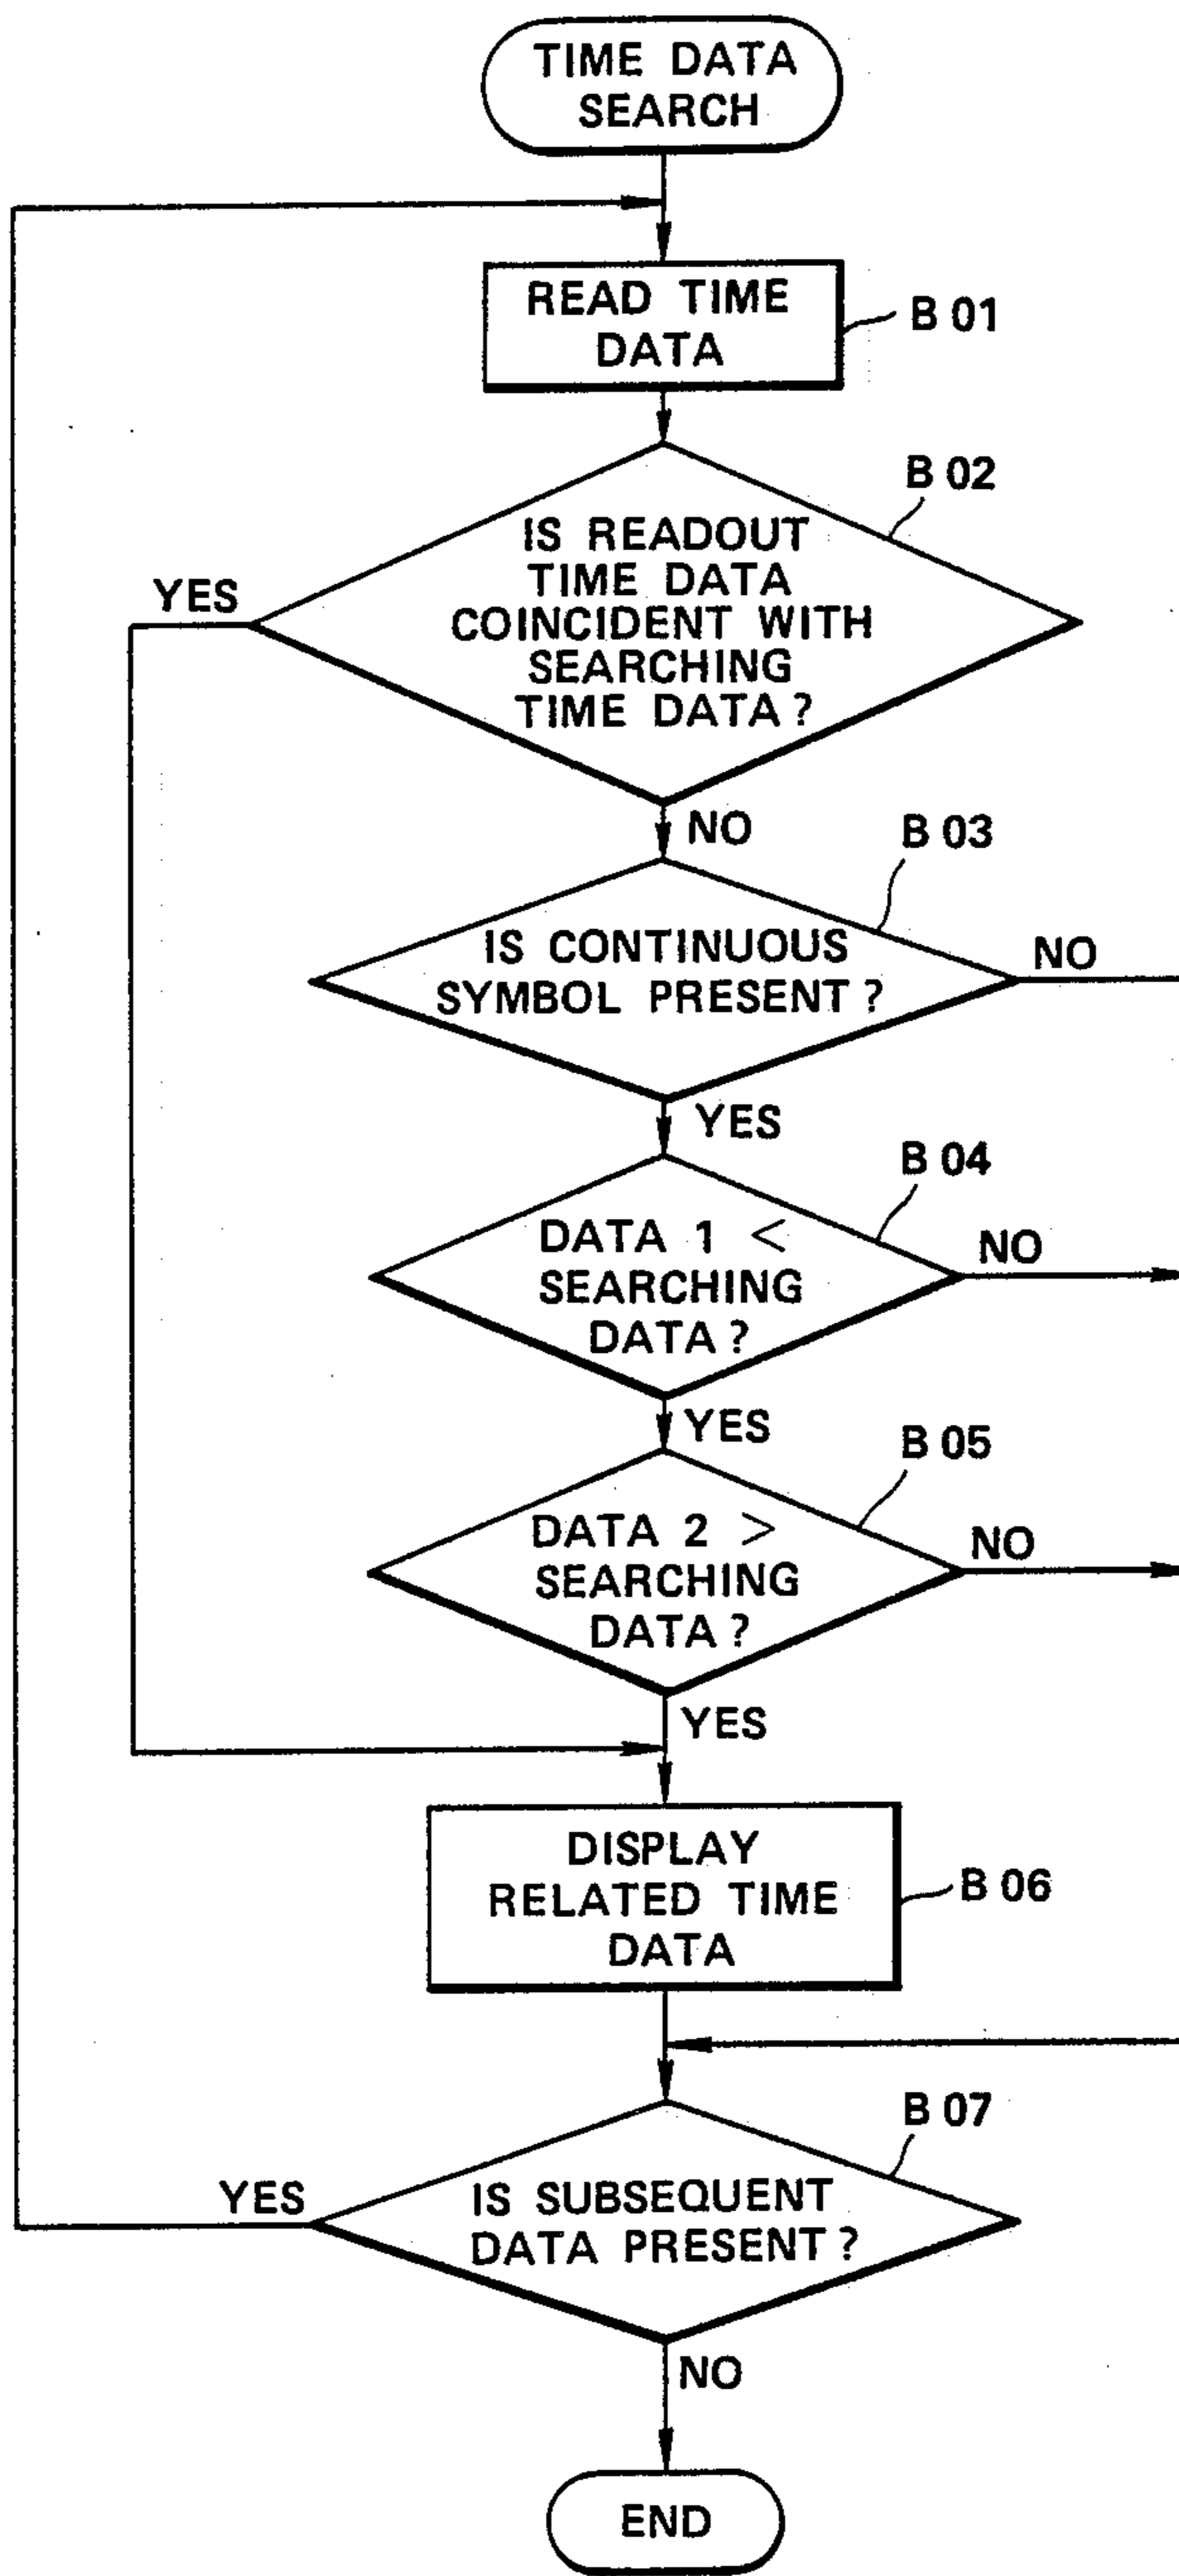 TIME DATA
SEARCH
READ TIME
DATA
B 01
B 02
IS READOUT
TIME DATA
COINCIDENT WITH
SEARCHING
TIME DATA ?
YES
NO
B 03
IS CONTINUOUS
SYMBOL PRESENT ?
NO
YES
B 04
DATA 1 <
SEARCHING
DATA ?
NO
YES
B 05
DATA 2 >
SEARCHING
DATA ?
NO
YES
DISPLAY
RELATED TIME
DATA
B 06
B 07
IS SUBSEQUENT
DATA PRESENT ?
YES
NO
END